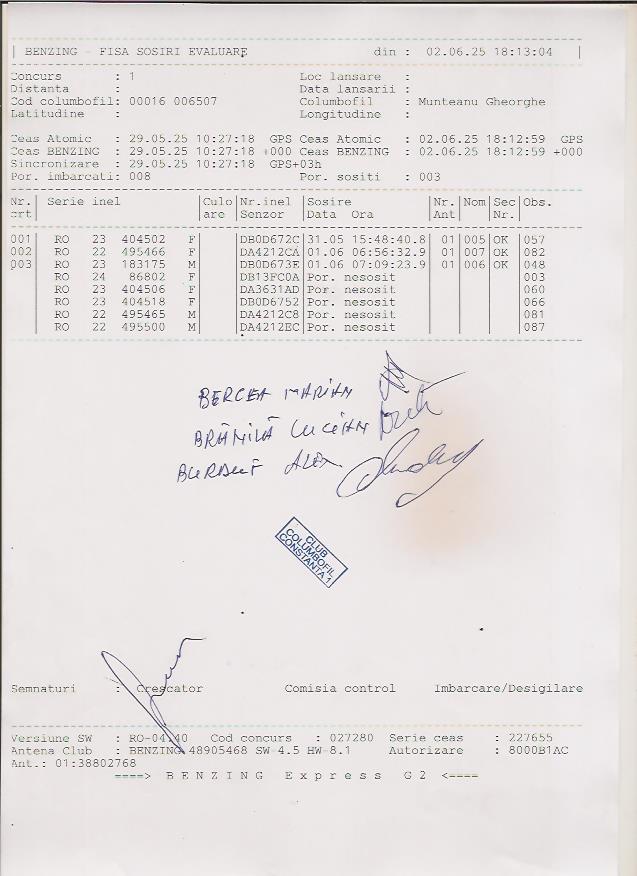 | BENZING - FISA SOSIRI EVALUARE din : 02.06.25 18:13:04 |
Concurs : 1 Loc lansare :
Distanta : Data lansarii :
Cod columbofil: 00016 006507 Columbofil : Munteanu Gheorghe
Latitudine : Longitudine :
Ceas Atomic : 29.05.25 10:27:18 GPS Ceas Atomic : 02.06.25 18:12:59 GPS
Ceas BENZING : 29.05.25 10:27:18 +000 Ceas BENZING : 02.06.25 18:12:59 +000
Sincronizare : 29.05.25 10:27:18 GPS+03h
Por. imbarcati: 008 Por. sositi : 003
Nr. | Serie inel |Culo|Nr.inel |Sosire |Nr.|Nom|Sec|Obs.
crt| |are |Senzor |Data Ora |Ant| |Nr.|
001| RO 23 404502 F| |DB0D672C|31.05 15:48:40.8| 01|005|OK |057
002| RO 22 495466 F| |DA4212CA|01.06 06:56:32.9| 01|007|OK |082
003| RO 23 183175 M| |DB0D673E|01.06 07:09:23.9| 01|006|OK |048
| RO 24 86802 F| |DB13FC0A|Por. nesosit | | | |003
| RO 23 404506 F| |DA3631AD|Por. nesosit | | | |060
| RO 23 404518 F| |DB0D6752|Por. nesosit | | | |066
| RO 22 495465 M| |DA4212C8|Por. nesosit | | | |081
| RO 22 495500 M| |DA4212EC|Por. nesosit | | | |087
BERCEA MARIAN
BRĂNILĂ LUCIAN
ALEX
CLUB
COLUMBOFIL
CONSTANTA 1
Semnaturi : Crescator Comisia control Imbarcare/Desigilare
Versiune SW : RO-04.40 Cod concurs : 027280 Serie ceas : 227655
Antena Club : BENZING 48905468 SW-4.5 HW-8.1 Autorizare : 8000B1AC
Ant.: 01:38802768
====> B E N Z I N G E x p r e s s G 2 <====